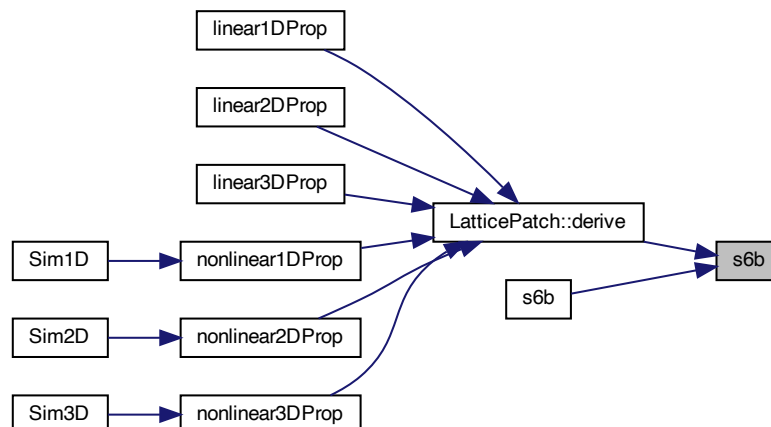 linear1DProp
linear2DProp
linear3DProp
LatticePatch::derive
Sim1D
nonlinear1DProp
s6b
s6b
Sim2D
nonlinear2DProp
Sim3D
nonlinear3DProp